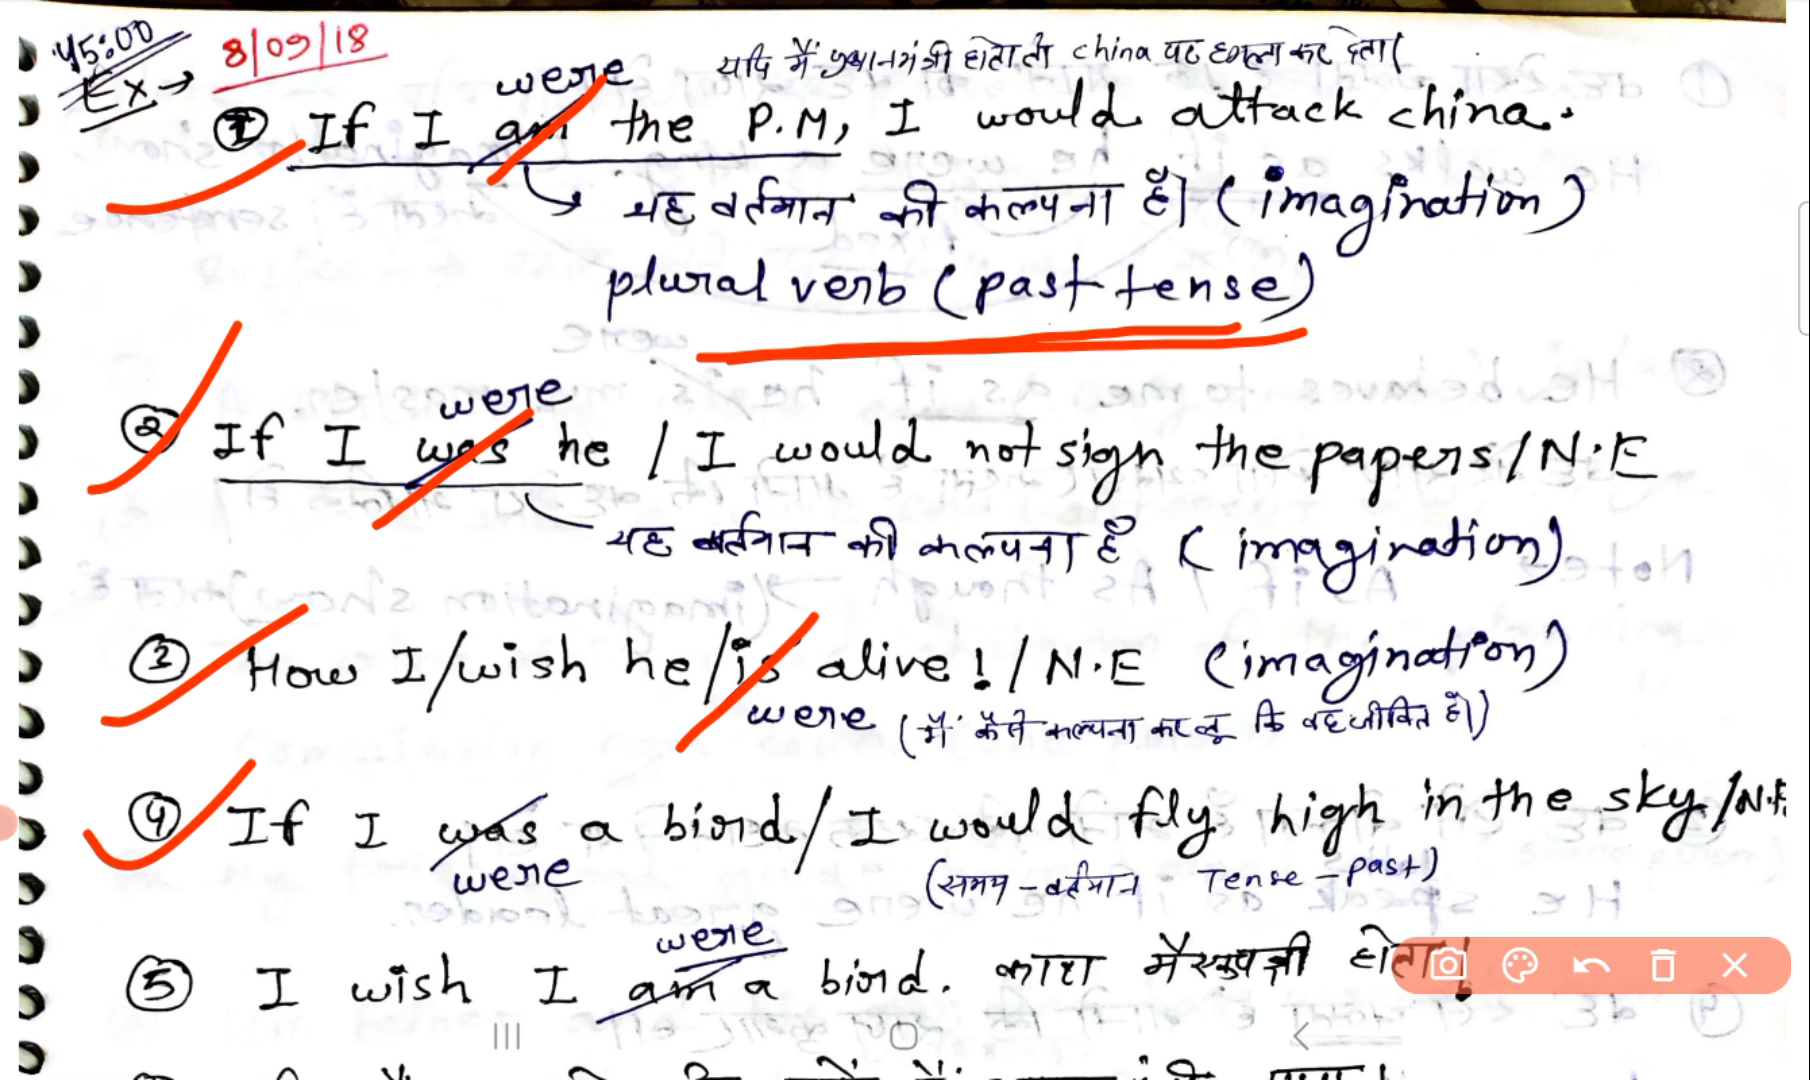 45:00
8/09/18
Ex→
यदि मैं प्रधानमंत्री होता तो china पर हमला कर देता।
were
① If I am the P.M, I would attack china.
यह वर्तमान की कल्पना है। (imagination)
plural verb (past tense)
were
② If I was he / I would not sign the papers/N.E
यह वर्तमान की कल्पना है (imagination)
③ How I/wish he/is alive!/N.E (imagination)
were (मैं कैसे कल्पना कर लू कि वह जीवित है।)
④ If I was a bird/I would fly high in the sky/N.E
were (समय - वर्तमान Tense - past)
were
⑤ I wish I am a bird. काश मैं पक्षी होता!